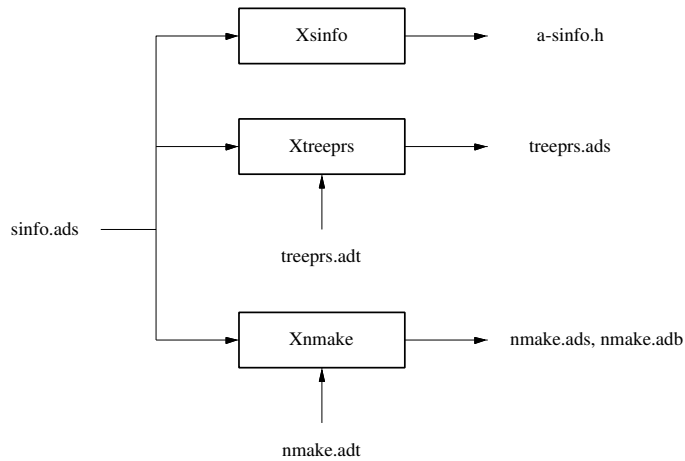 Xsinfo
a-sinfo.h
Xtreeprs
treeprs.ads
sinfo.ads
treeprs.adt
Xnmake
nmake.ads, nmake.adb
nmake.adt